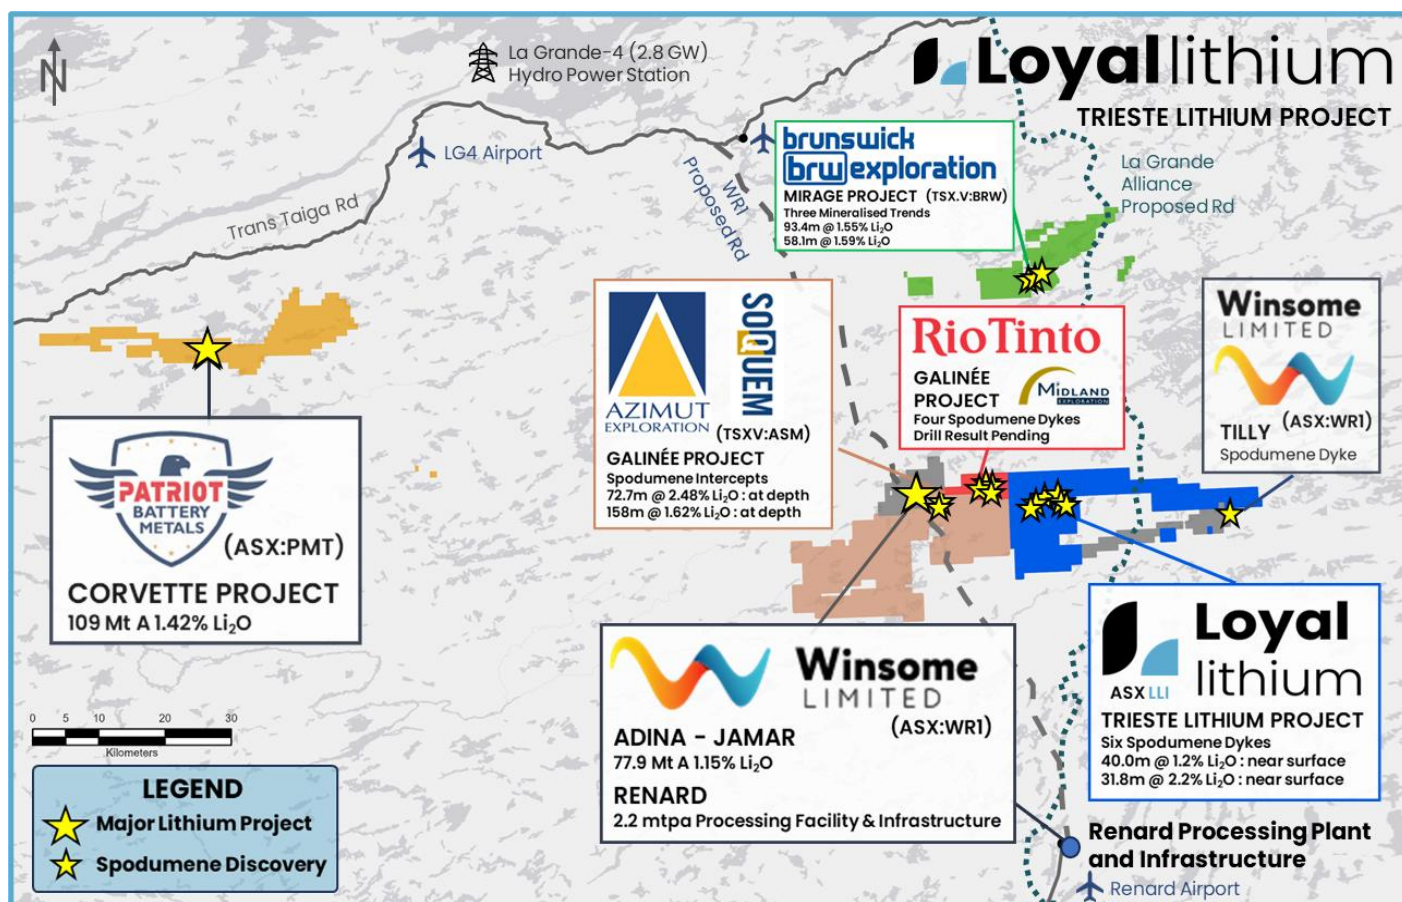 N
La Grande-4 (2.8 GW)
Hydro Power Station
Loyallithium
TRIESTE LITHIUM PROJECT
LG4 Airport
Trans Taiga Rd
WR1
Proposed Rd
brunswick
brw exploration
MIRAGE PROJECT (TSX.V:BRW)
Three Mineralised Trends
93.4m @ 1.55% Li₂O
58.1m @ 1.59% Li₂O
La Grande
Alliance
Proposed Rd
AZIMUT
EXPLORATION
SOQUEM
(TSXV:ASM)
GALINÉE PROJECT
Spodumene Intercepts
72.7m @ 2.48% Li₂O : at depth
158m @ 1.62% Li₂O : at depth
RioTinto
GALINÉE
PROJECT
MIDLAND
EXPLORATION
Four Spodumene Dykes
Drill Result Pending
Winsome
LIMITED
(ASX:WR1)
TILLY
Spodumene Dyke
PATRIOT
BATTERY
METALS
(ASX:PMT)
CORVETTE PROJECT
109 Mt A 1.42% Li₂O
Winsome
LIMITED
(ASX:WR1)
ADINA - JAMAR
77.9 Mt A 1.15% Li₂O
RENARD
2.2 mtpa Processing Facility & Infrastructure
Loyal
lithium
ASX LLI
TRIESTE LITHIUM PROJECT
Six Spodumene Dykes
40.0m @ 1.2% Li₂O : near surface
31.8m @ 2.2% Li₂O : near surface
0 5 10 20 30
Kilometers
LEGEND
Major Lithium Project
Spodumene Discovery
Renard Processing Plant
and Infrastructure
Renard Airport